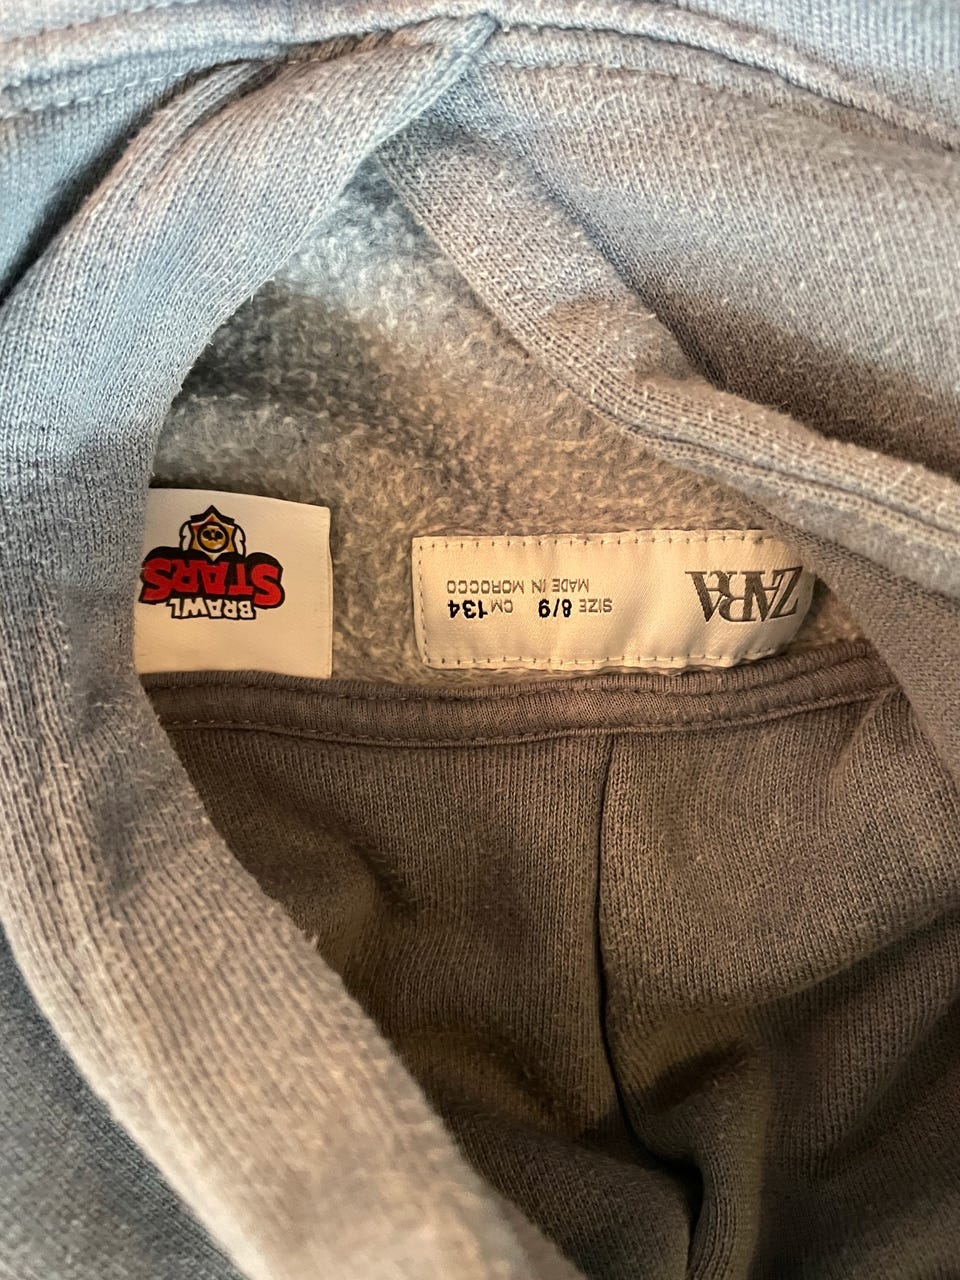 ZARA
SIZE 8/9 CM 134
MADE IN MOROCCO
BRAWL
STARS